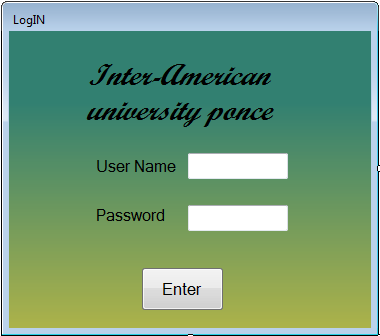 LogIN
Inter-American
university ponce
User Name
Password
Enter